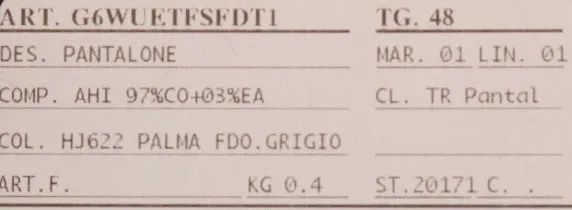 ART. G6WUETFSFDT1 TG. 48
DES. PANTALONE MAR. 01 LIN. 01
COMP. AHI 97%CO+03%EA CL. TR Pantal
COL. HJ622 PALMA FDO.GRIGIO
ART.F. KG 0.4 ST.20171 C. .